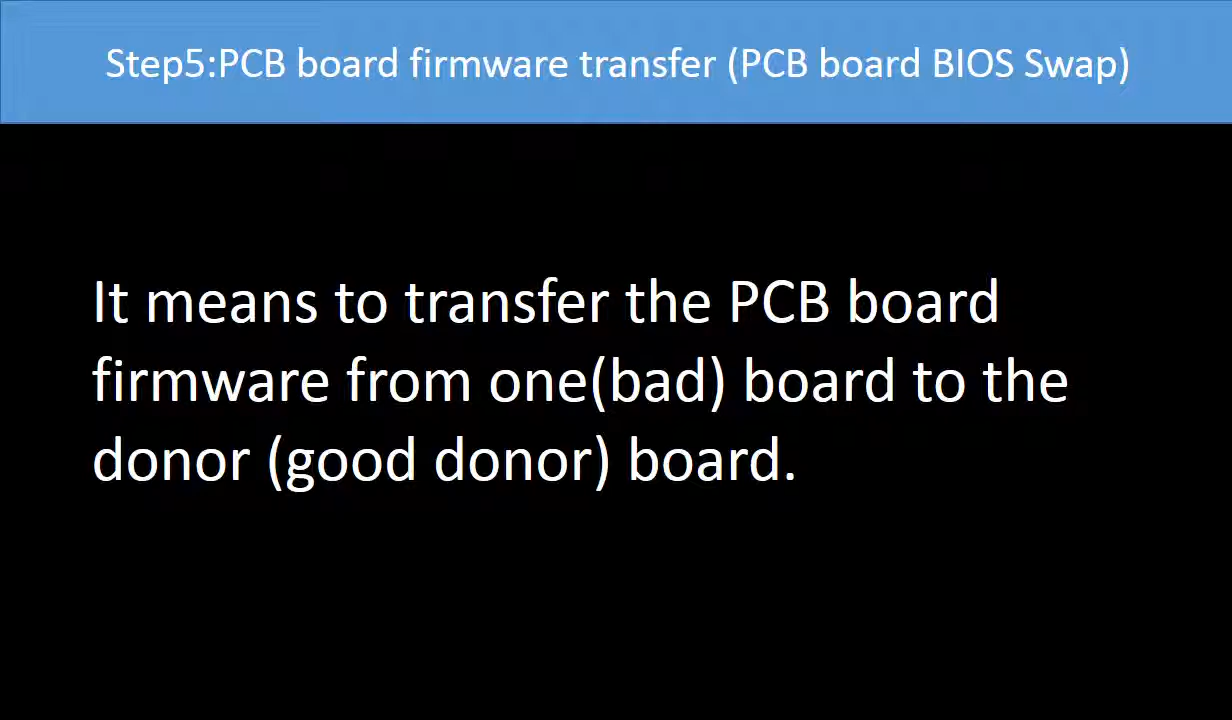 Step5:PCB board firmware transfer (PCB board BIOS Swap)
It means to transfer the PCB board
firmware from one(bad) board to the
donor (good donor) board.